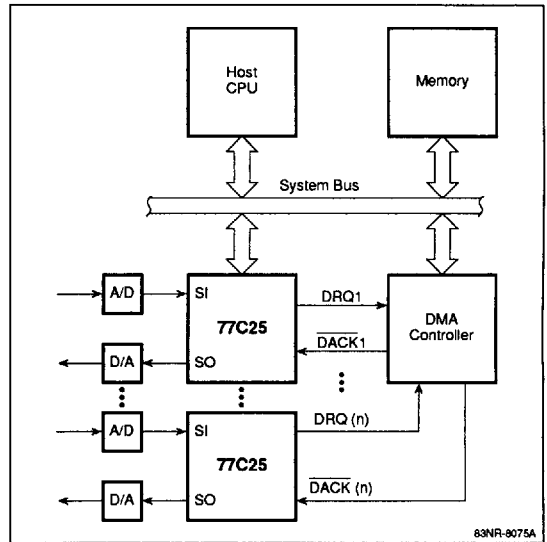 Host
CPU
Memory
System Bus
A/D
SI
77C25
DRQ1
DMA
Controller
DACK1
D/A
SO
A/D
SI
77C25
DRQ (n)
D/A
SO
DACK (n)
83NR-8075A